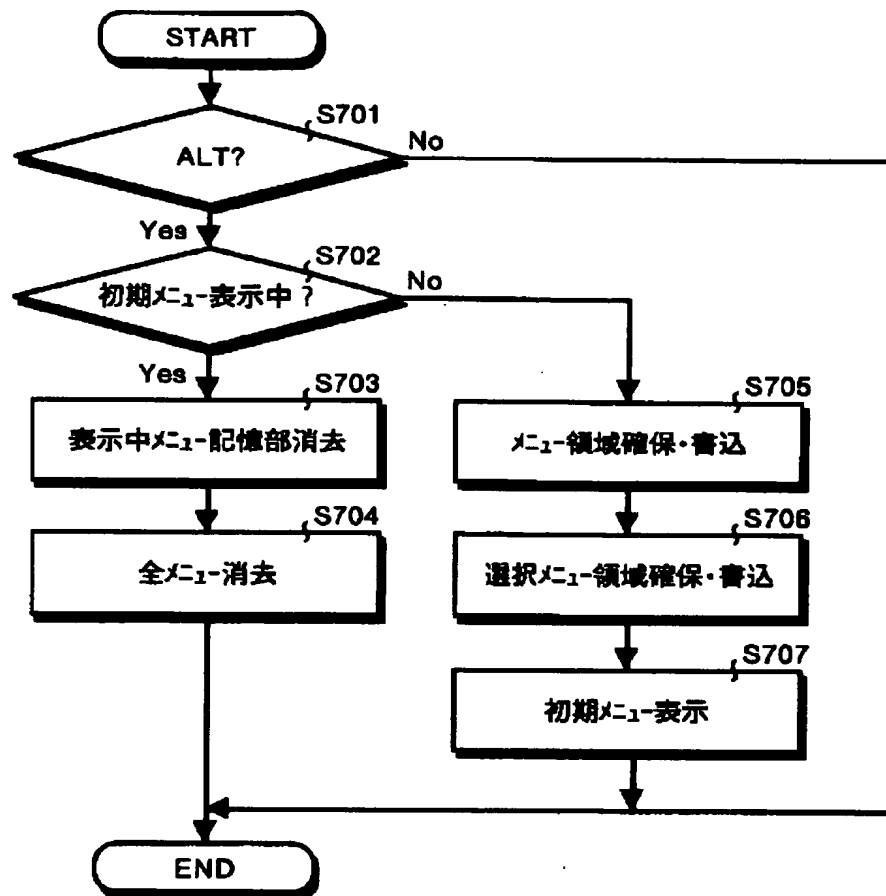 START
S701
ALT?
No
Yes
S702
初期メニュー表示中?
No
Yes
S703
表示中メニュー記憶部消去
S705
メニュー領域確保・書込
S704
全メニュー消去
S706
選択メニュー領域確保・書込
S707
初期メニュー表示
END